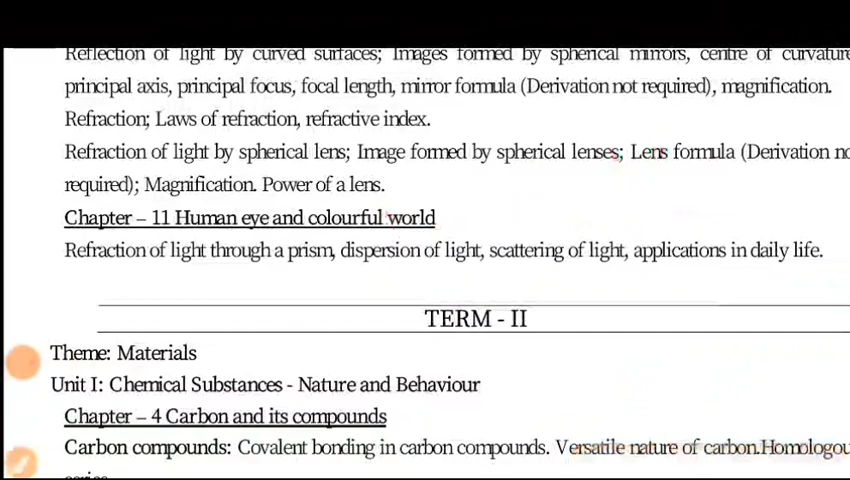 Reflection of light by curved surfaces; Images formed by spherical mirrors, centre of curvature
principal axis, principal focus, focal length, mirror formula (Derivation not required), magnification.
Refraction; Laws of refraction, refractive index.
Refraction of light by spherical lens; Image formed by spherical lenses; Lens formula (Derivation no
required); Magnification. Power of a lens.
Chapter – 11 Human eye and colourful world
Refraction of light through a prism, dispersion of light, scattering of light, applications in daily life.
TERM - II
Theme: Materials
Unit I: Chemical Substances - Nature and Behaviour
Chapter – 4 Carbon and its compounds
Carbon compounds: Covalent bonding in carbon compounds. Versatile nature of carbon.Homologou